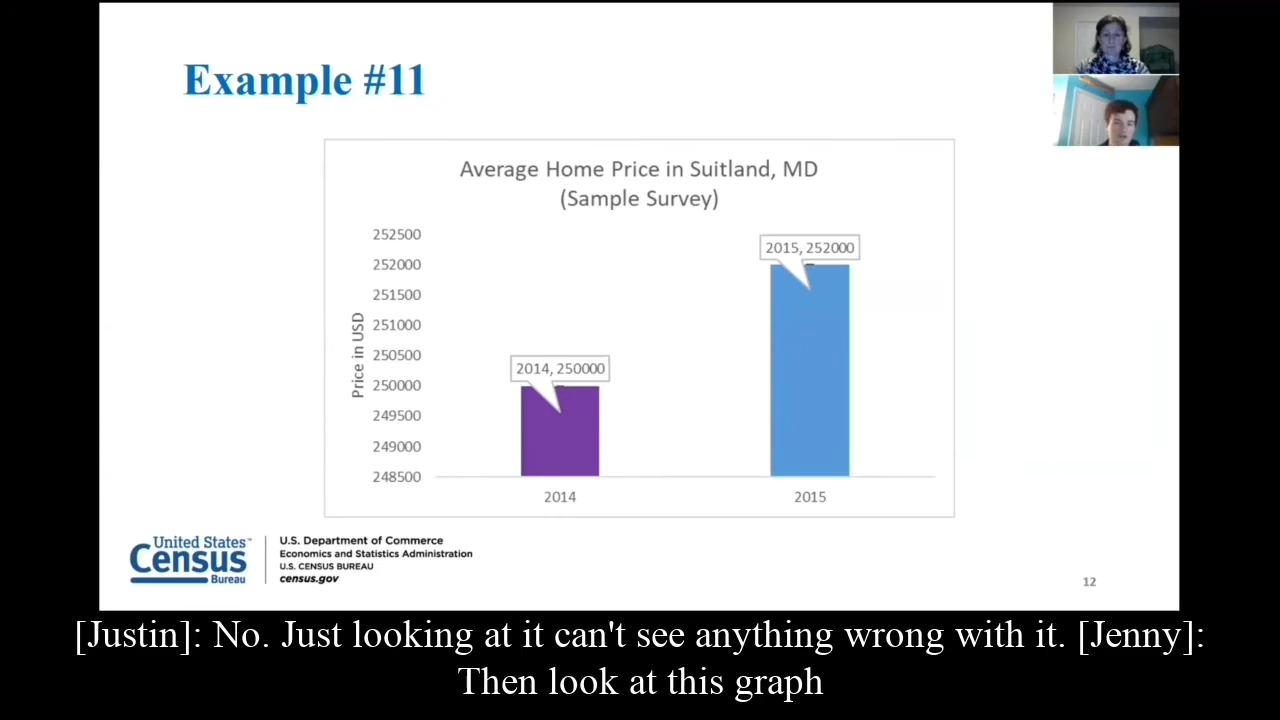 Example #11
Average Home Price in Suitland, MD
(Sample Survey)
252500
252000
251500
251000
250500
250000
249500
249000
248500
Price in USD
2015, 252000
2014, 250000
2014
2015
United States™
Census
Bureau
U.S. Department of Commerce
Economics and Statistics Administration
U.S. CENSUS BUREAU
census.gov
12
[Justin]: No. Just looking at it can't see anything wrong with it. [Jenny]:
Then look at this graph